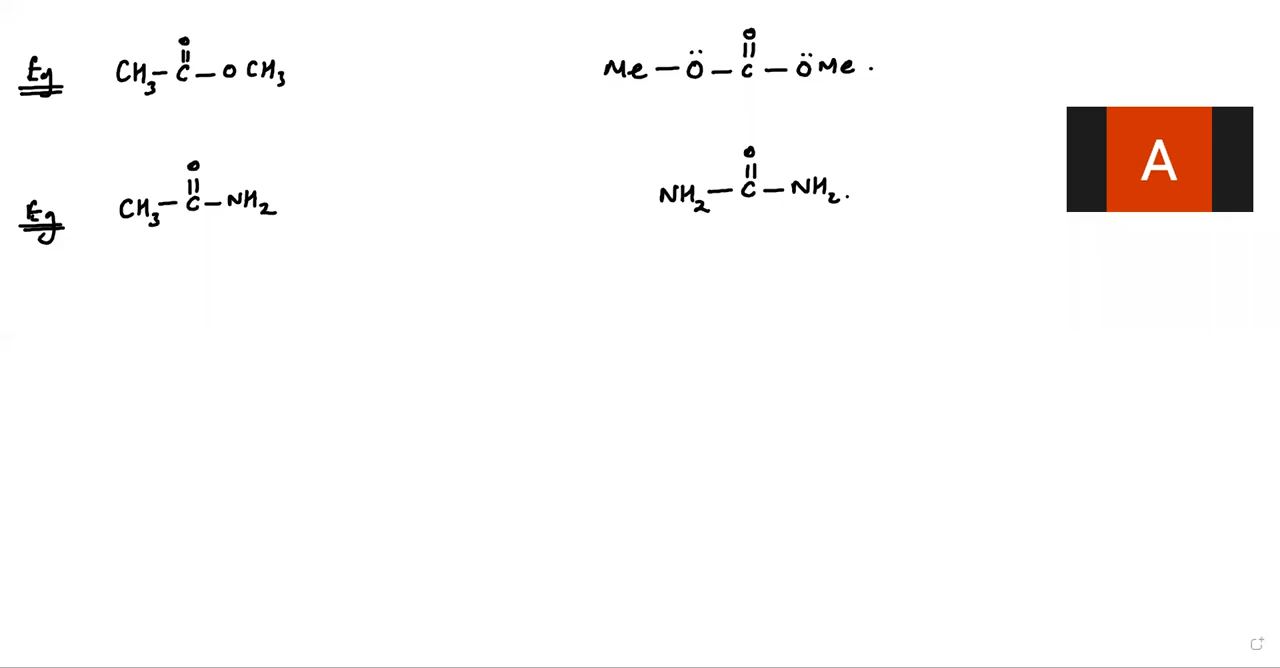 Eg CH3-C(=O)-OCH3 Me-Ö-C(=O)-ÖMe.
Eg CH3-C(=O)-NH2 NH2-C(=O)-NH2.
A